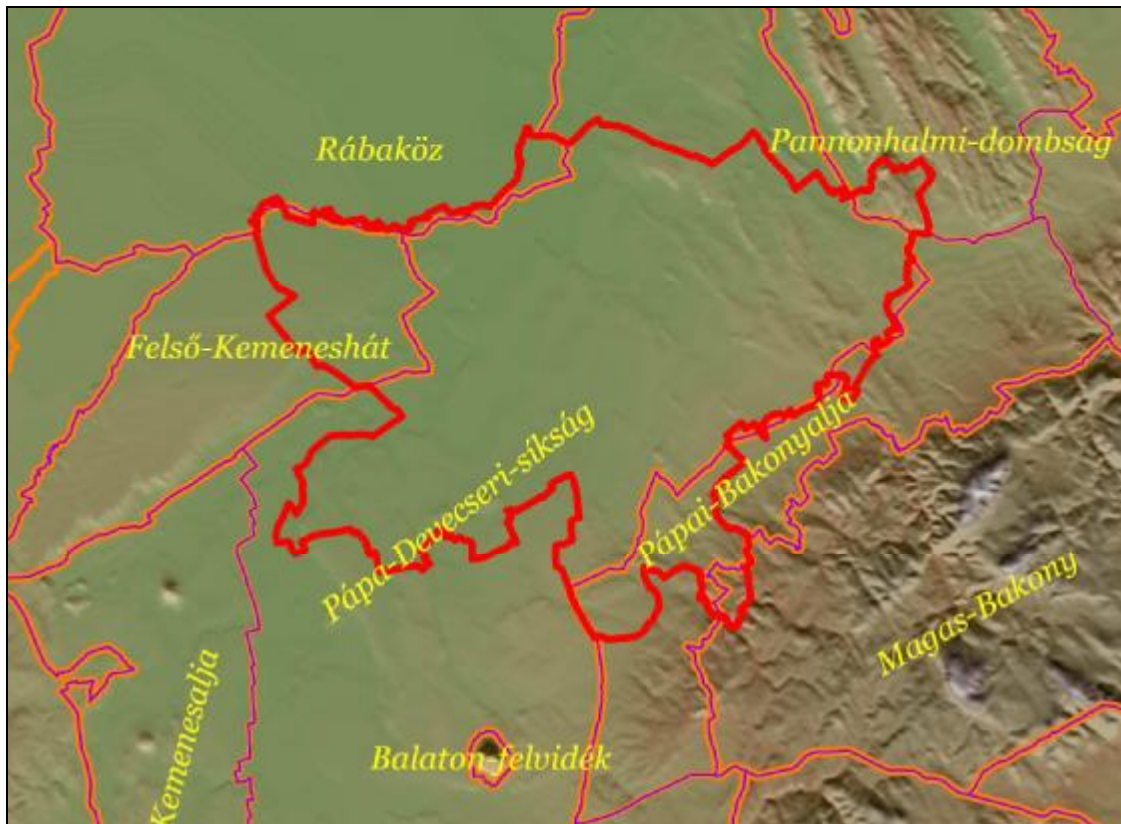 Rábaköz
Pannonhalmi-dombság
Felső-Kemeneshát
Pápa-Devecseri-síkság
Pápai-Bakonyalja
Magas-Bakony
Kemenesalja
Balaton-felvidék